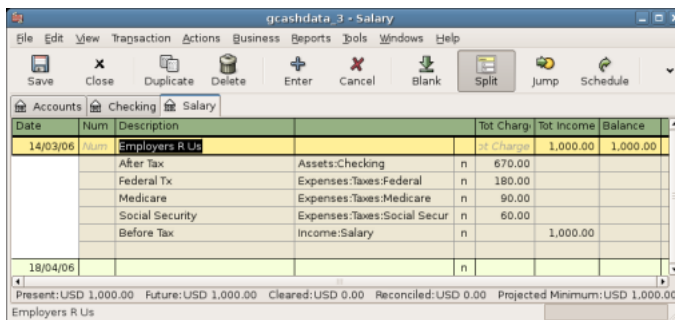 gcashdata_3 - Salary
File Edit View Transaction Actions Business Reports Tools Windows Help
Save Close Duplicate Delete Enter Cancel Blank Split Jump Schedule
Accounts Checking Salary
Date Num Description Tot Charg Tot Income Balance
14/03/06 Num Employers R Us ot Charge 1,000.00 1,000.00
After Tax Assets:Checking n 670.00
Federal Tx Expenses:Taxes:Federal n 180.00
Medicare Expenses:Taxes:Medicare n 90.00
Social Security Expenses:Taxes:Social Secur n 60.00
Before Tax Income:Salary n 1,000.00
18/04/06 n
Present:USD 1,000.00 Future:USD 1,000.00 Cleared:USD 0.00 Reconciled:USD 0.00 Projected Minimum:USD 1,000.00
Employers R Us